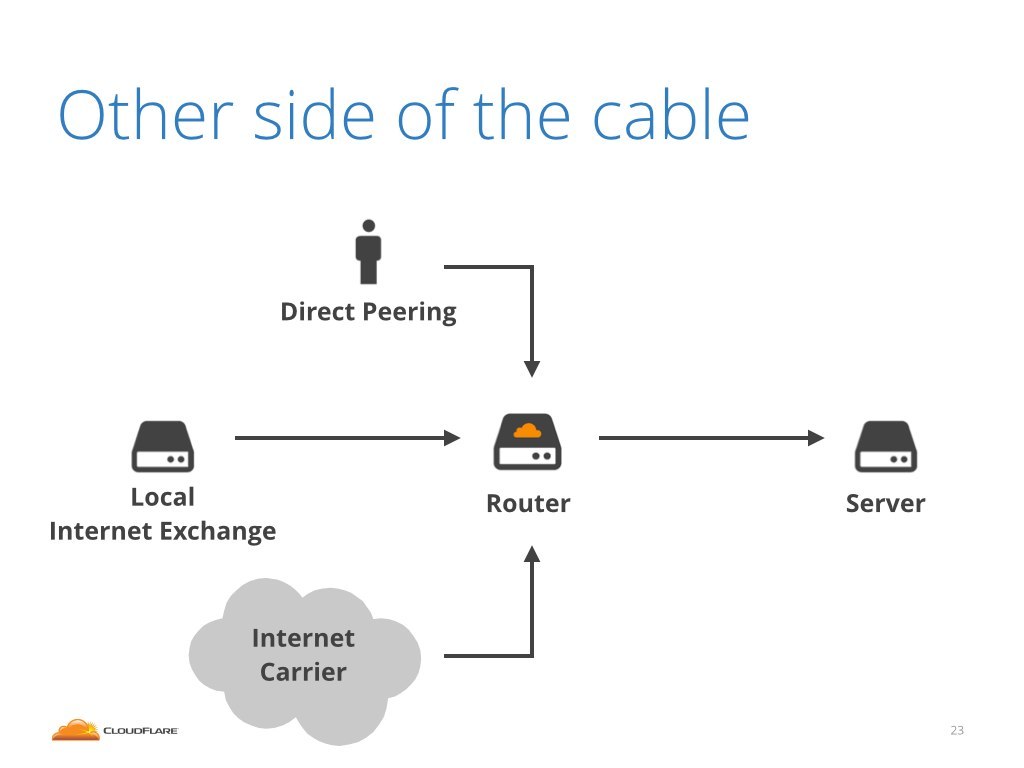 Other side of the cable
Direct Peering
Local
Internet Exchange
Router
Server
Internet
Carrier
CLOUDFLARE
23